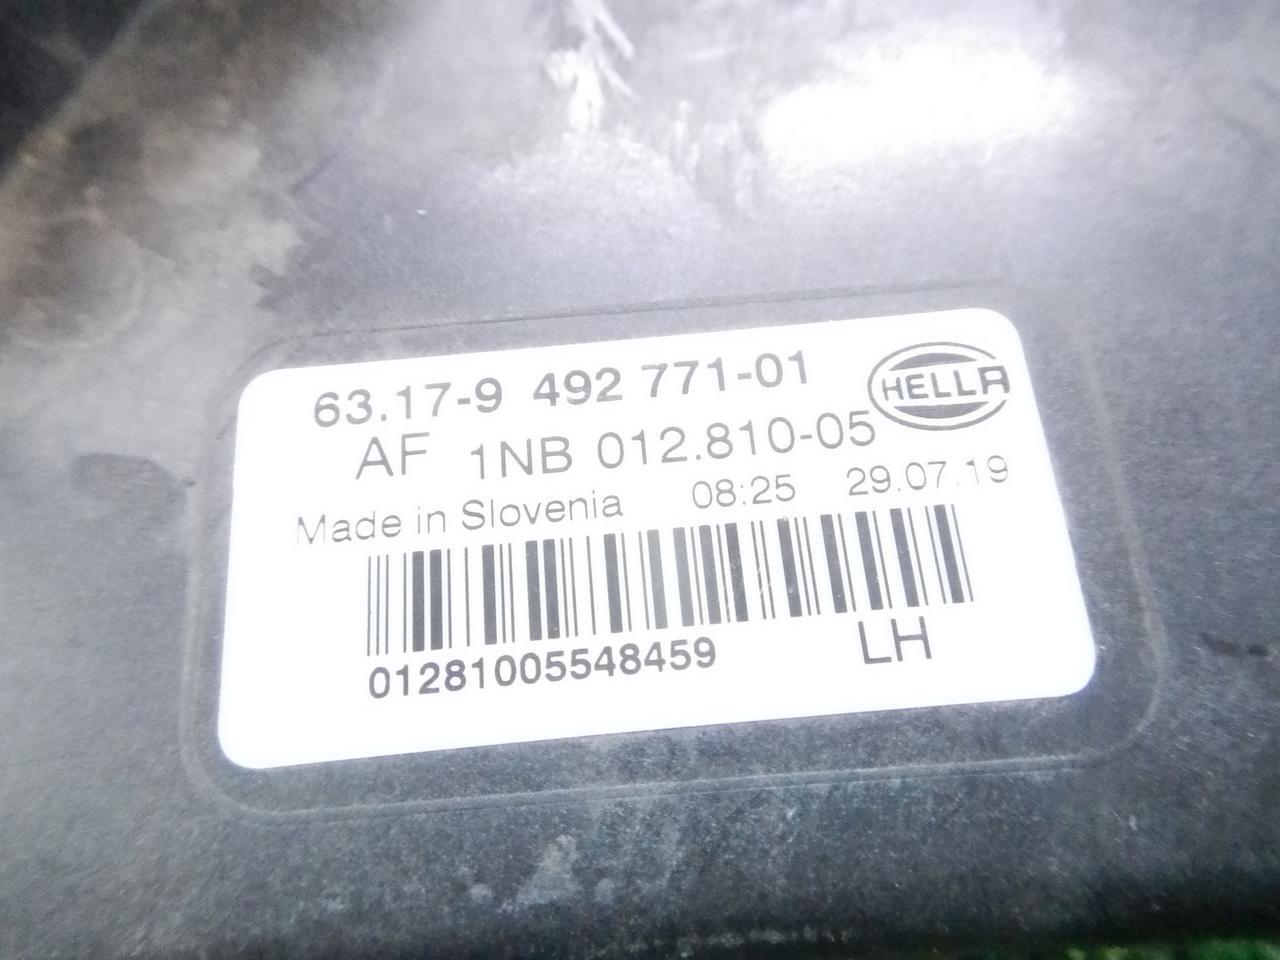 63.17-9 492 771-01
HELLA
AF 1NB 012.810-05
Made in Slovenia 08:25 29.07.19
01281005548459 LH